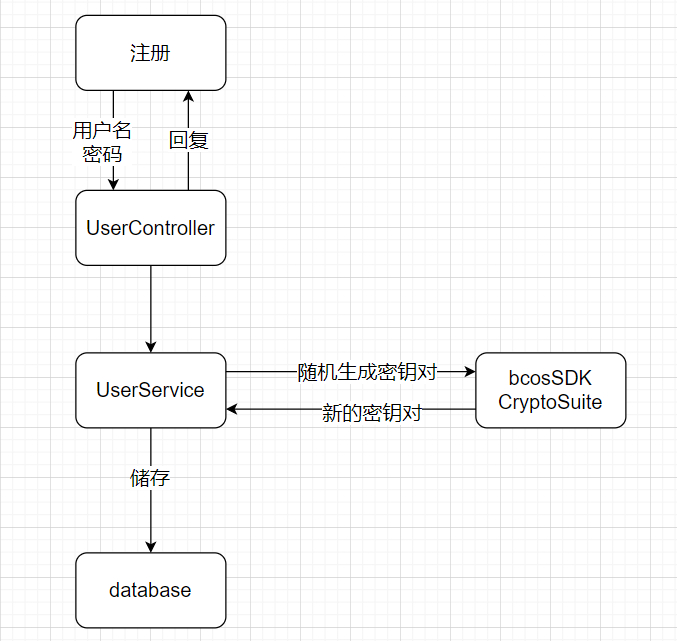 注册
用户名
密码
回复
UserController
UserService
随机生成密钥对
新的密钥对
bcosSDK
CryptoSuite
储存
database